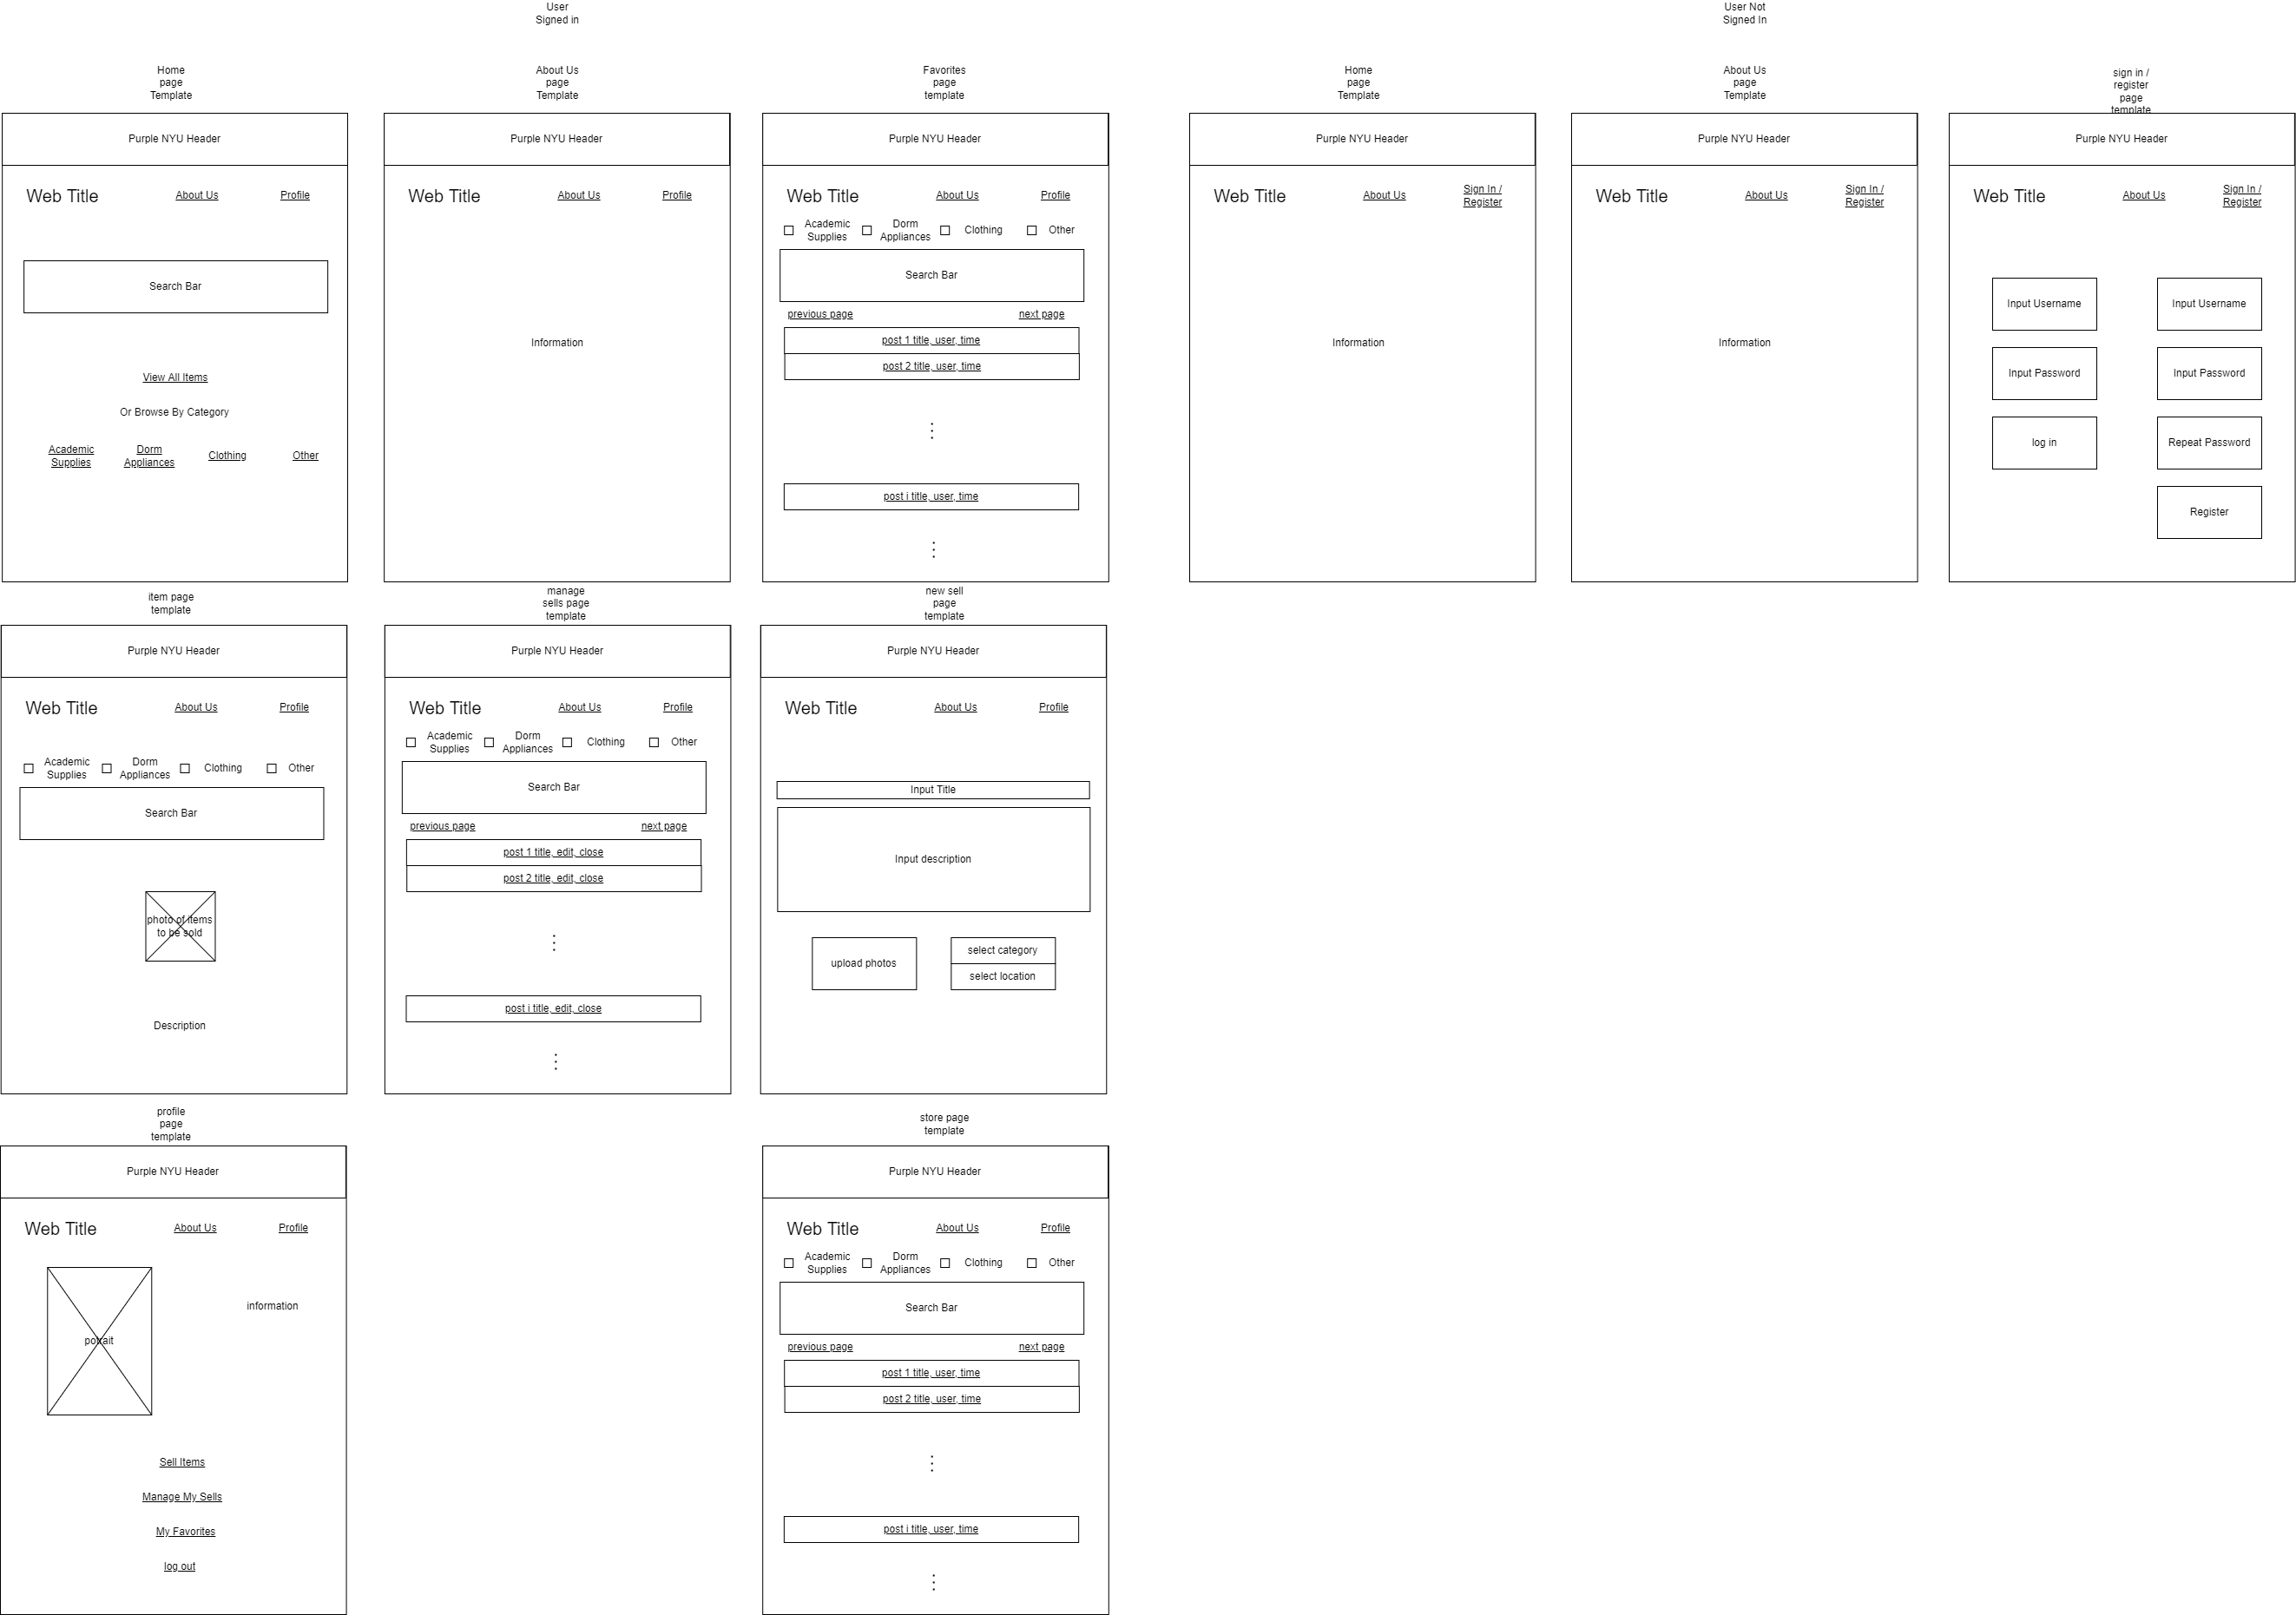 User
Signed in
User Not
Signed In
Home
page
Template
About Us
page
Template
Favorites
page
template
Home
page
Template
About Us
page
Template
sign in /
register
page
template
Purple NYU Header
Web Title
About Us
Profile
Search Bar
View All Items
Or Browse By Category
Academic
Supplies
Dorm
Appliances
Clothing
Other
Purple NYU Header
Web Title
About Us
Profile
Information
Purple NYU Header
Web Title
About Us
Profile
Academic
Supplies
Dorm
Appliances
Clothing
Other
Search Bar
previous page
next page
post 1 title, user, time
post 2 title, user, time
post i title, user, time
Purple NYU Header
Web Title
About Us
Sign In /
Register
Information
Purple NYU Header
Web Title
About Us
Sign In /
Register
Information
Purple NYU Header
Web Title
About Us
Sign In /
Register
Input Username
Input Password
log in
Input Username
Input Password
Repeat Password
Register
item page
template
Purple NYU Header
Web Title
About Us
Profile
Academic
Supplies
Dorm
Appliances
Clothing
Other
Search Bar
photo of items
to be sold
Description
manage
sells page
template
Purple NYU Header
Web Title
About Us
Profile
Academic
Supplies
Dorm
Appliances
Clothing
Other
Search Bar
previous page
next page
post 1 title, edit, close
post 2 title, edit, close
post i title, edit, close
new sell
page
template
Purple NYU Header
Web Title
About Us
Profile
Input Title
Input description
upload photos
select category
select location
profile
page
template
Purple NYU Header
Web Title
About Us
Profile
potrait
information
Sell Items
Manage My Sells
My Favorites
log out
store page
template
Purple NYU Header
Web Title
About Us
Profile
Academic
Supplies
Dorm
Appliances
Clothing
Other
Search Bar
previous page
next page
post 1 title, user, time
post 2 title, user, time
post i title, user, time